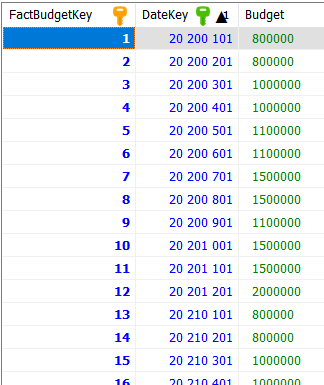 FactBudgetKey DateKey 1 Budget
1 20 200 101 800000
2 20 200 201 800000
3 20 200 301 1000000
4 20 200 401 1000000
5 20 200 501 1100000
6 20 200 601 1100000
7 20 200 701 1500000
8 20 200 801 1500000
9 20 200 901 1100000
10 20 201 001 1500000
11 20 201 101 1500000
12 20 201 201 2000000
13 20 210 101 800000
14 20 210 201 800000
15 20 210 301 1000000
16 20 210 401 1000000